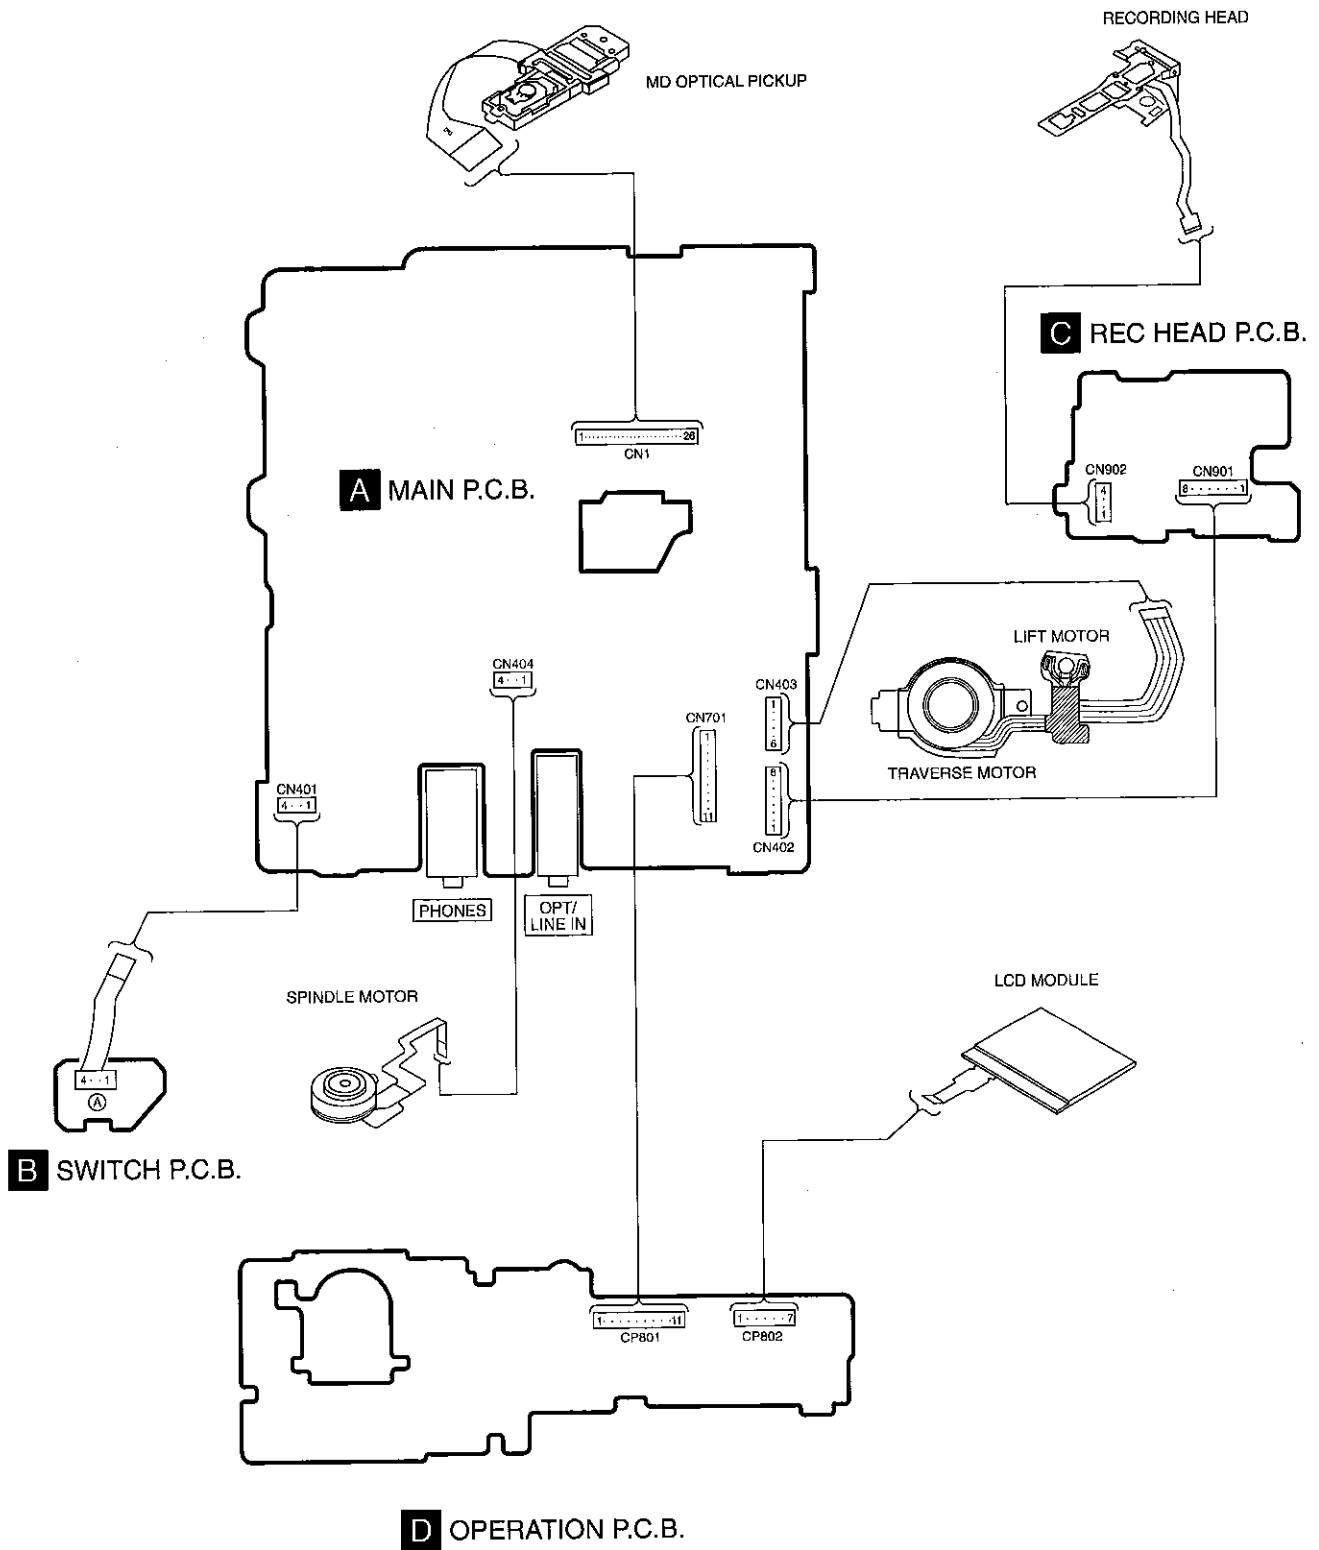 RECORDING HEAD
MD OPTICAL PICKUP
C REC HEAD P.C.B.
1 26
CN1
A MAIN P.C.B.
CN902
4
1
CN901
8 1
LIFT MOTOR
CN404
4 1
CN403
1
6
CN701
1
11
TRAVERSE MOTOR
CN401
4 1
8
1
CN402
PHONES
OPT/
LINE IN
LCD MODULE
SPINDLE MOTOR
4 1
A
B SWITCH P.C.B.
1 11
CP801
1 7
CP802
D OPERATION P.C.B.